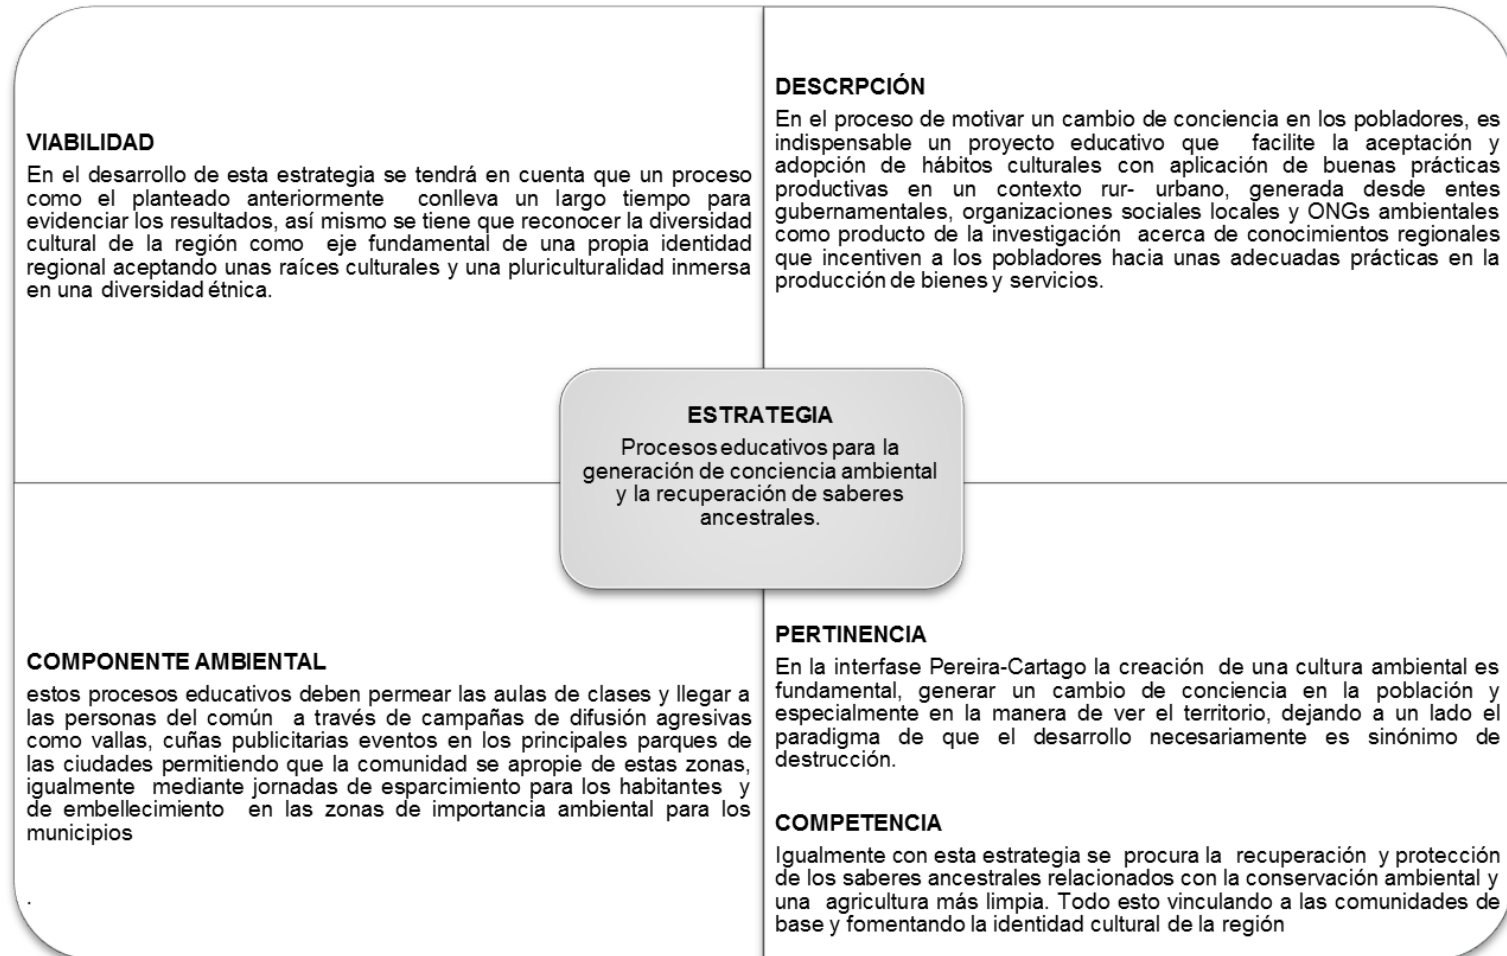 VIABILIDAD
En el desarrollo de esta estrategia se tendrá en cuenta que un proceso
como el planteado anteriormente conlleva un largo tiempo para
evidenciar los resultados, así mismo se tiene que reconocer la diversidad
cultural de la región como eje fundamental de una propia identidad
regional aceptando unas raíces culturales y una pluriculturalidad inmersa
en una diversidad étnica.
DESCRPCIÓN
En el proceso de motivar un cambio de conciencia en los pobladores, es
indispensable un proyecto educativo que facilite la aceptación y
adopción de hábitos culturales con aplicación de buenas prácticas
productivas en un contexto rur- urbano, generada desde entes
gubernamentales, organizaciones sociales locales y ONGs ambientales
como producto de la investigación acerca de conocimientos regionales
que incentiven a los pobladores hacia unas adecuadas prácticas en la
producción de bienes y servicios.
ESTRATEGIA
Procesos educativos para la
generación de conciencia ambiental
y la recuperación de saberes
ancestrales.
COMPONENTE AMBIENTAL
estos procesos educativos deben permear las aulas de clases y llegar a
las personas del común a través de campañas de difusión agresivas
como vallas, cuñas publicitarias eventos en los principales parques de
las ciudades permitiendo que la comunidad se apropie de estas zonas,
igualmente mediante jornadas de esparcimiento para los habitantes y
de embellecimiento en las zonas de importancia ambiental para los
municipios
.
PERTINENCIA
En la interfase Pereira-Cartago la creación de una cultura ambiental es
fundamental, generar un cambio de conciencia en la población y
especialmente en la manera de ver el territorio, dejando a un lado el
paradigma de que el desarrollo necesariamente es sinónimo de
destrucción.
COMPETENCIA
Igualmente con esta estrategia se procura la recuperación y protección
de los saberes ancestrales relacionados con la conservación ambiental y
una agricultura más limpia. Todo esto vinculando a las comunidades de
base y fomentando la identidad cultural de la región